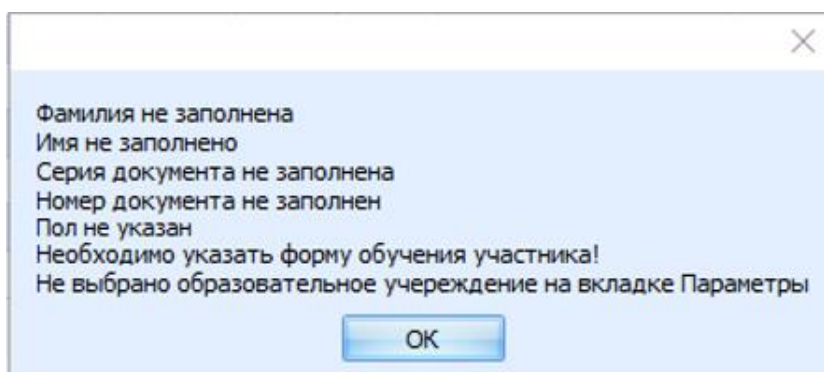 Фамилия не заполнена
Имя не заполнено
Серия документа не заполнена
Номер документа не заполнен
Пол не указан
Необходимо указать форму обучения участника!
Не выбрано образовательное учереждение на вкладке Параметры
ОК